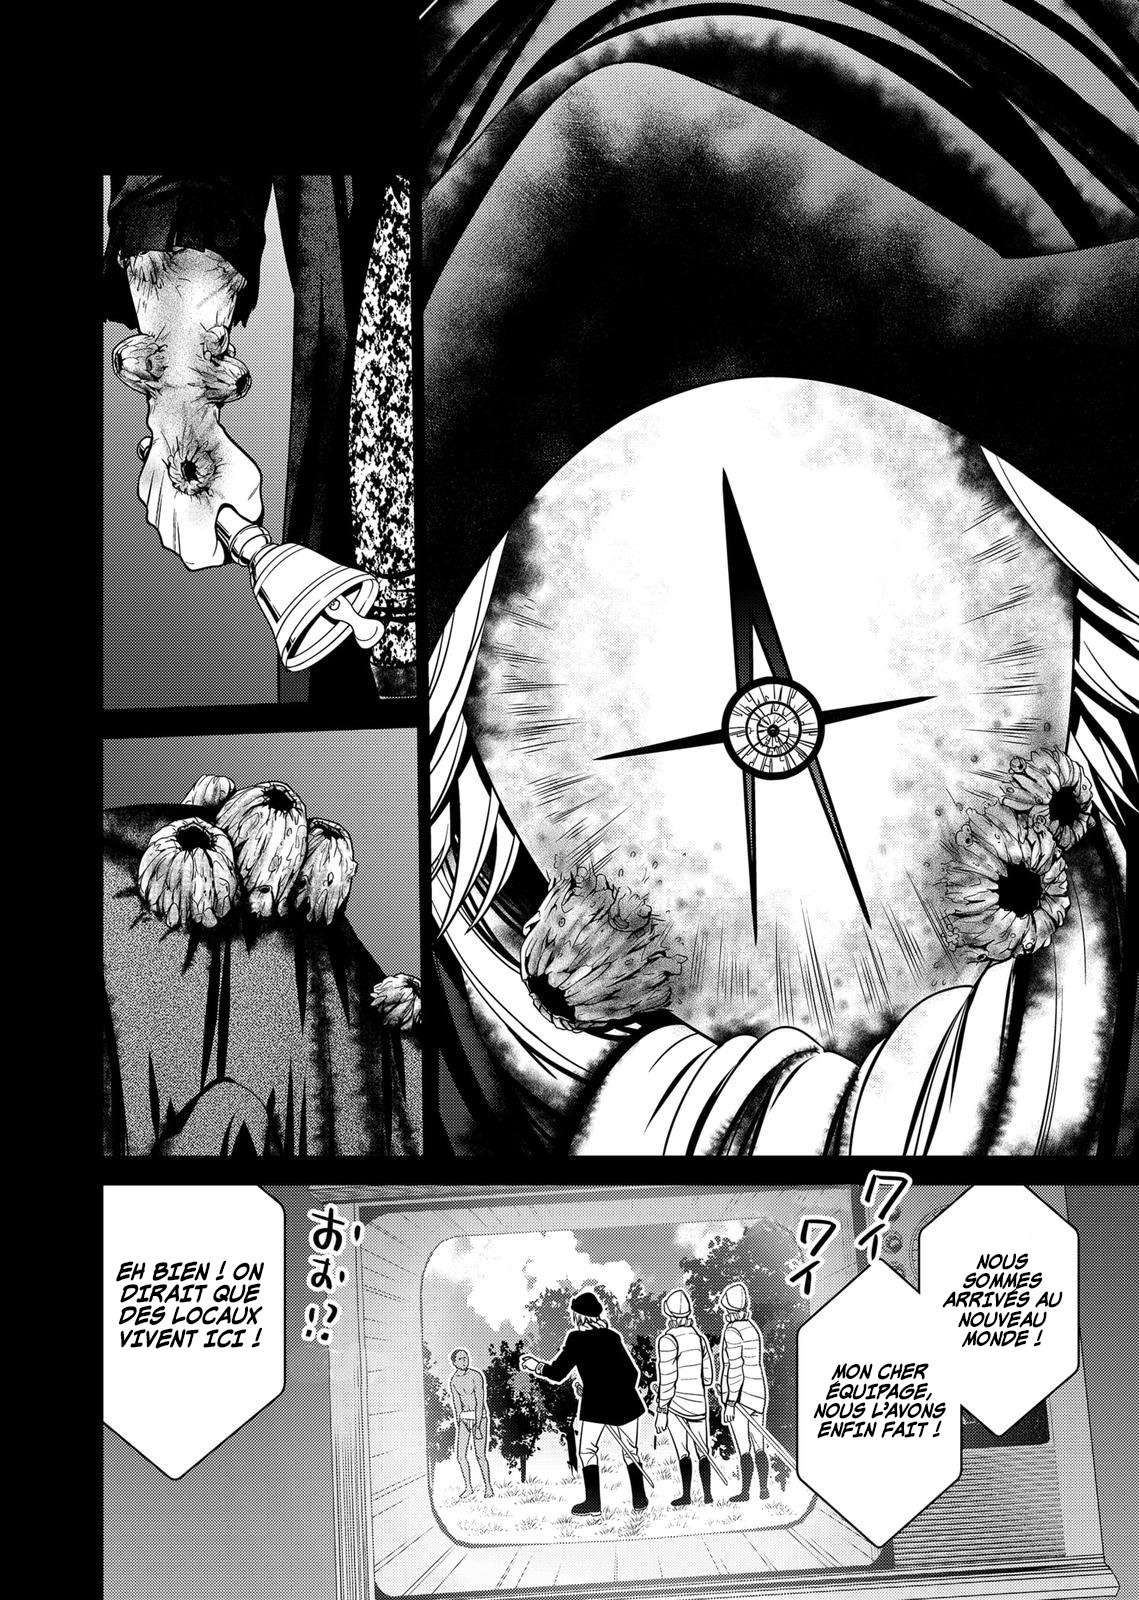 NOUS
SOMMES
ARRIVÉS AU
NOUVEAU
MONDE !
MON CHER
ÉQUIPAGE,
NOUS L'AVONS
ENFIN FAIT !
ワイ
ワイ
おお!?
EH BIEN ! ON
DIRAIT QUE
DES LOCAUX
VIVENT ICI !